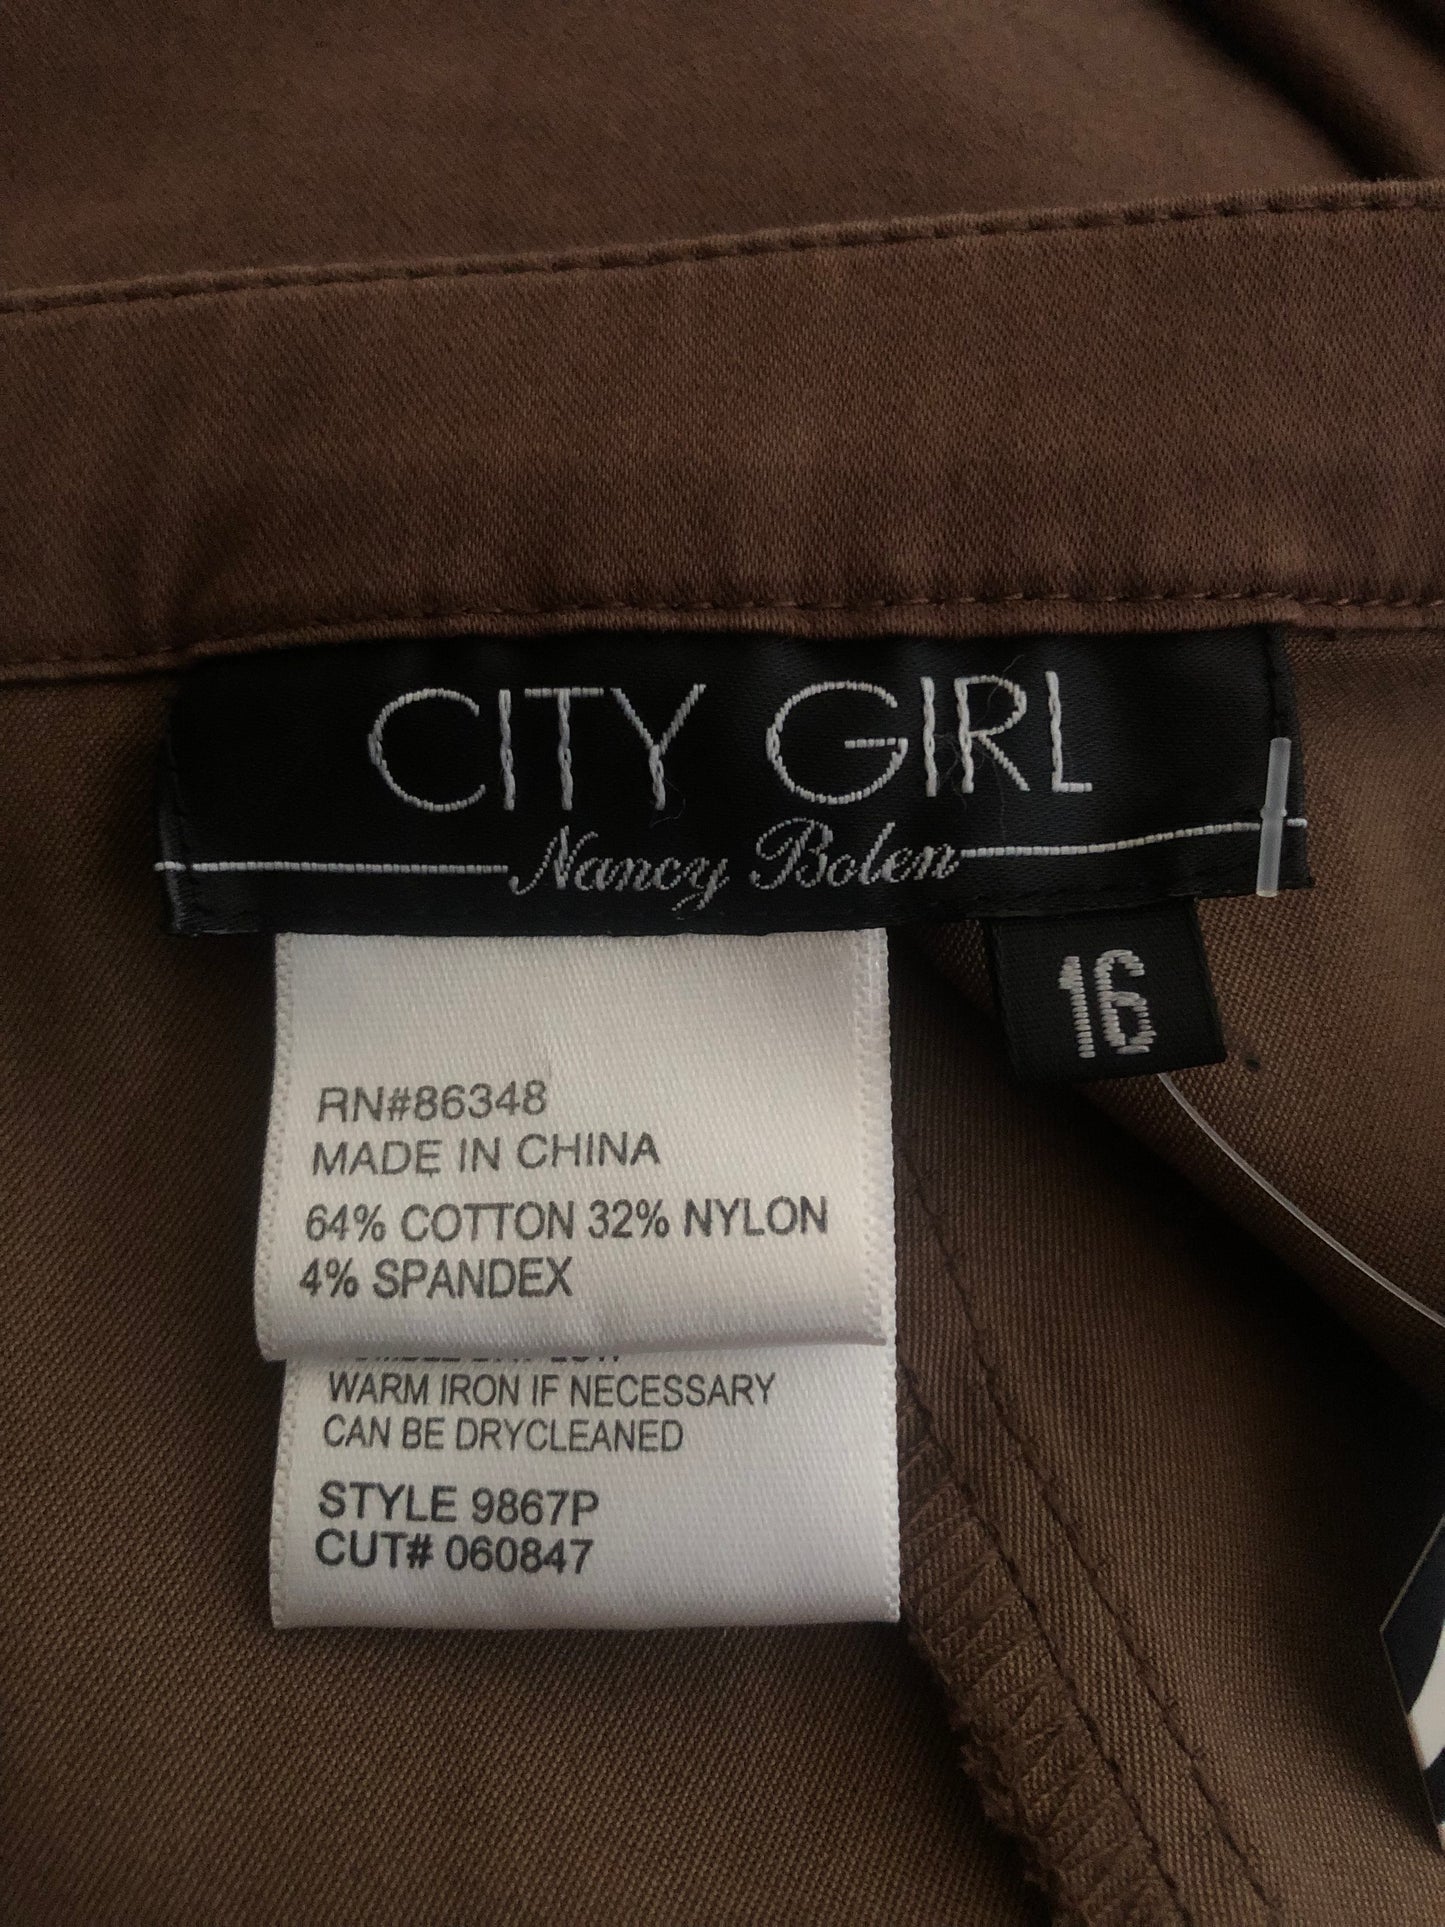 CITY GIRL
Nancy Bolen
16
RN#86348
MADE IN CHINA
64% COTTON 32% NYLON
4% SPANDEX
WARM IRON IF NECESSARY
CAN BE DRYCLEANED
STYLE 9867P
CUT# 060847